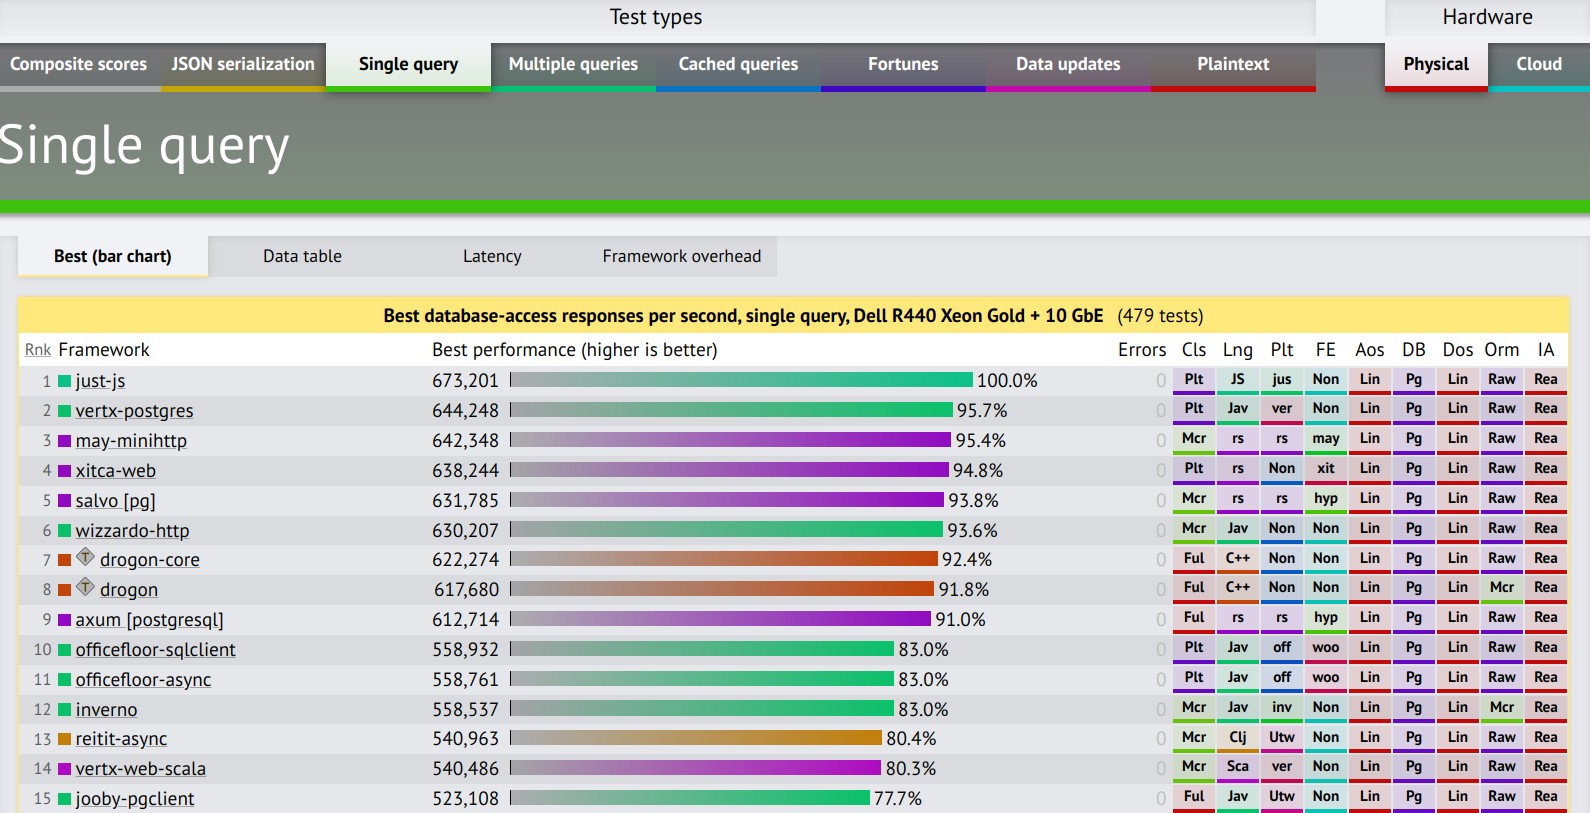 Test types Hardware
Composite scores JSON serialization Single query Multiple queries Cached queries Fortunes Data updates Plaintext Physical Cloud
Single query
Best (bar chart) Data table Latency Framework overhead
Best database-access responses per second, single query, Dell R440 Xeon Gold + 10 GbE (479 tests)
Rnk Framework Best performance (higher is better) Errors Cls Lng Plt FE Aos DB Dos Orm IA
1 just-js 673,201 100.0% 0 Plt JS jus Non Lin Pg Lin Raw Rea
2 vertx-postgres 644,248 95.7% 0 Plt Jav ver Non Lin Pg Lin Raw Rea
3 may-minihttp 642,348 95.4% 0 Mcr rs rs may Lin Pg Lin Raw Rea
4 xitca-web 638,244 94.8% 0 Plt rs Non xit Lin Pg Lin Raw Rea
5 salvo [pg] 631,785 93.8% 0 Mcr rs rs hyp Lin Pg Lin Raw Rea
6 wizzardo-http 630,207 93.6% 0 Mcr Jav Non Non Lin Pg Lin Raw Rea
7 T drogon-core 622,274 92.4% 0 Ful C++ Non Non Lin Pg Lin Raw Rea
8 T drogon 617,680 91.8% 0 Ful C++ Non Non Lin Pg Lin Mcr Rea
9 axum [postgresql] 612,714 91.0% 0 Ful rs rs hyp Lin Pg Lin Raw Rea
10 officefloor-sqlclient 558,932 83.0% 0 Plt Jav off woo Lin Pg Lin Raw Rea
11 officefloor-async 558,761 83.0% 0 Plt Jav off woo Lin Pg Lin Raw Rea
12 inverno 558,537 83.0% 0 Mcr Jav inv Non Lin Pg Lin Mcr Rea
13 reitit-async 540,963 80.4% 0 Mcr Clj Utw Non Lin Pg Lin Raw Rea
14 vertx-web-scala 540,486 80.3% 0 Mcr Sca ver Non Lin Pg Lin Raw Rea
15 jooby-pgclient 523,108 77.7% 0 Ful Jav Utw Non Lin Pg Lin Raw Rea